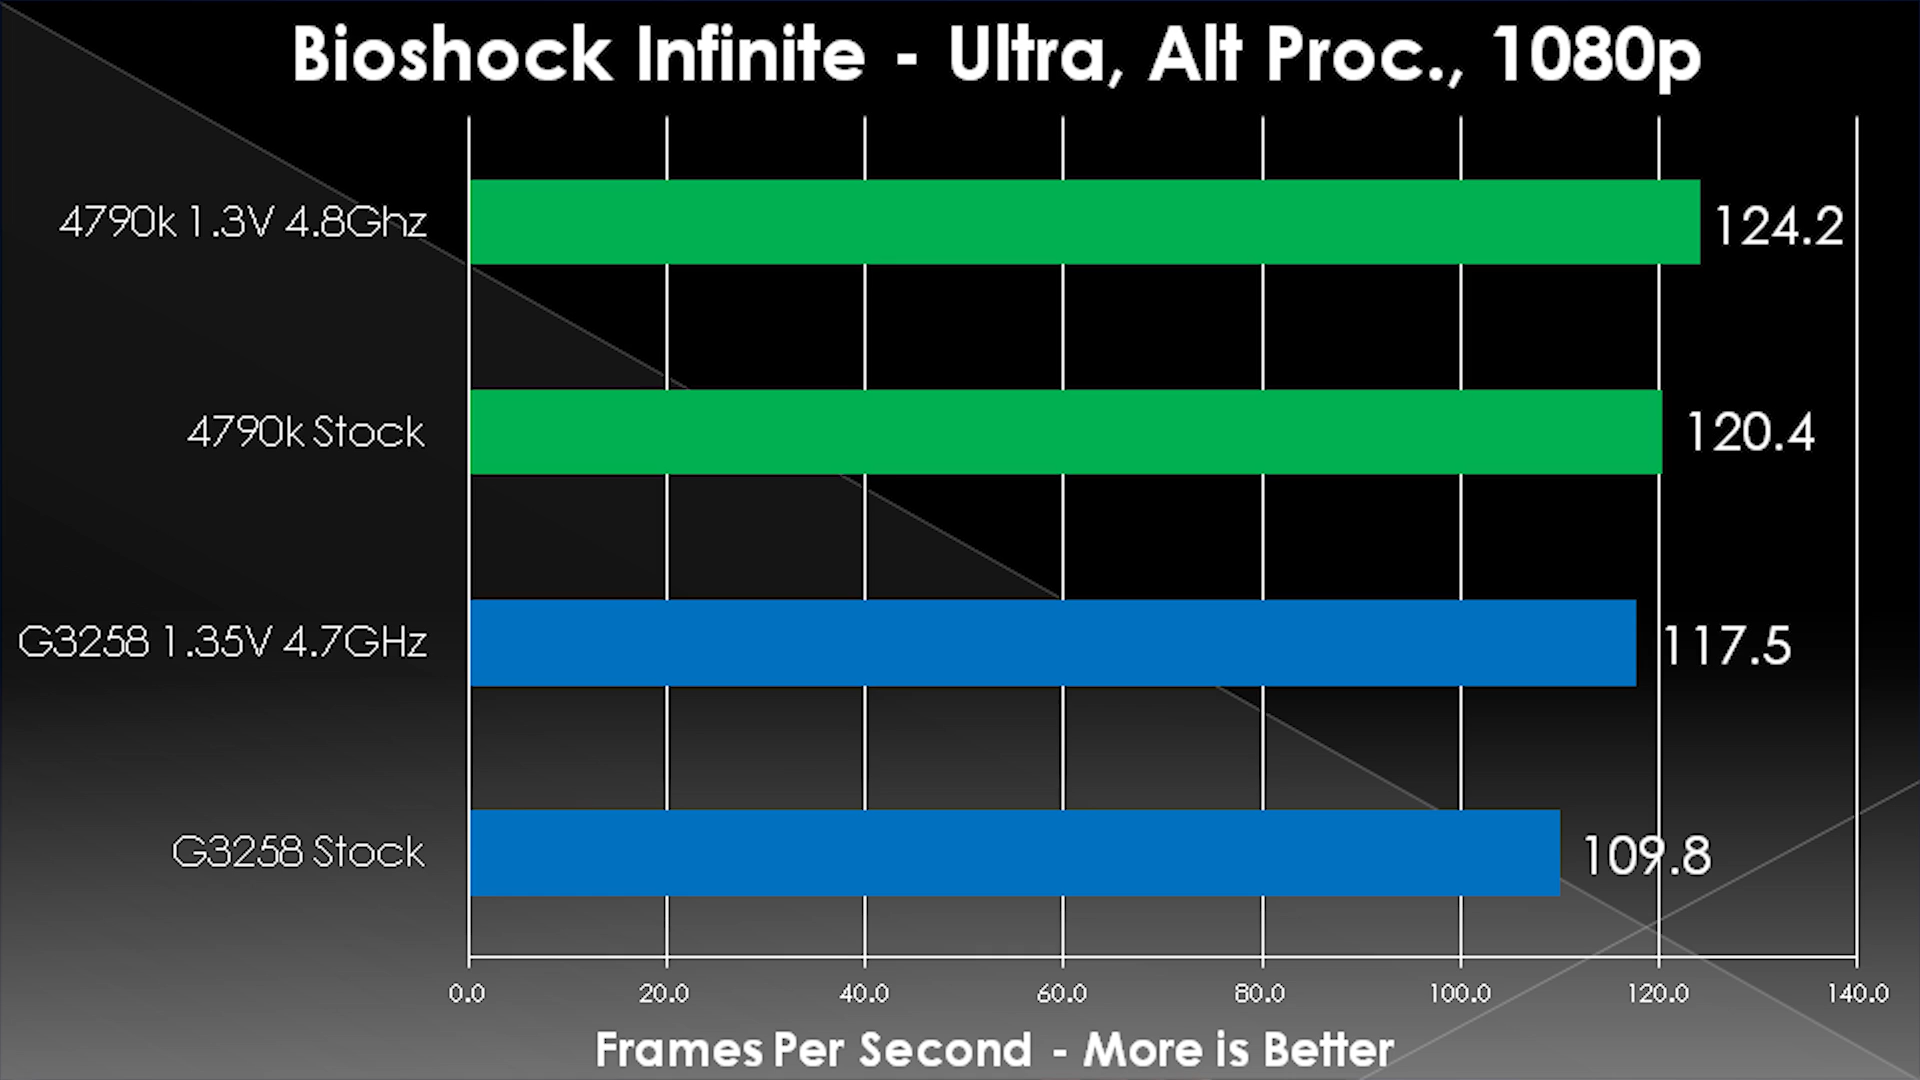 Bioshock Infinite - Ultra, Alt Proc., 1080p
4790k 1.3V 4.8Ghz
124.2
4790k Stock
120.4
G3258 1.35V 4.7GHz
117.5
G3258 Stock
109.8
0.0 20.0 40.0 60.0 80.0 100.0 120.0 140.0
Frames Per Second - More is Better